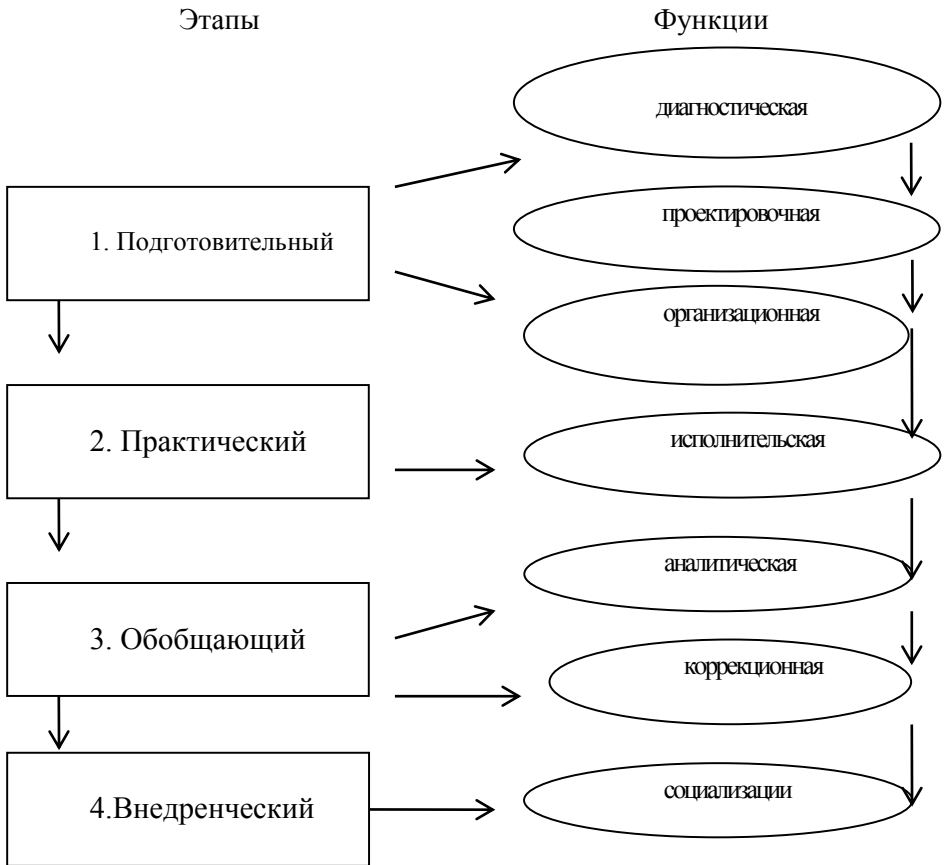 Этапы
Функции
диагностическая
проектировочная
1. Подготовительный
организационная
2. Практический
исполнительская
аналитическая
3. Обобщающий
коррекционная
4.Внедренческий
социализации